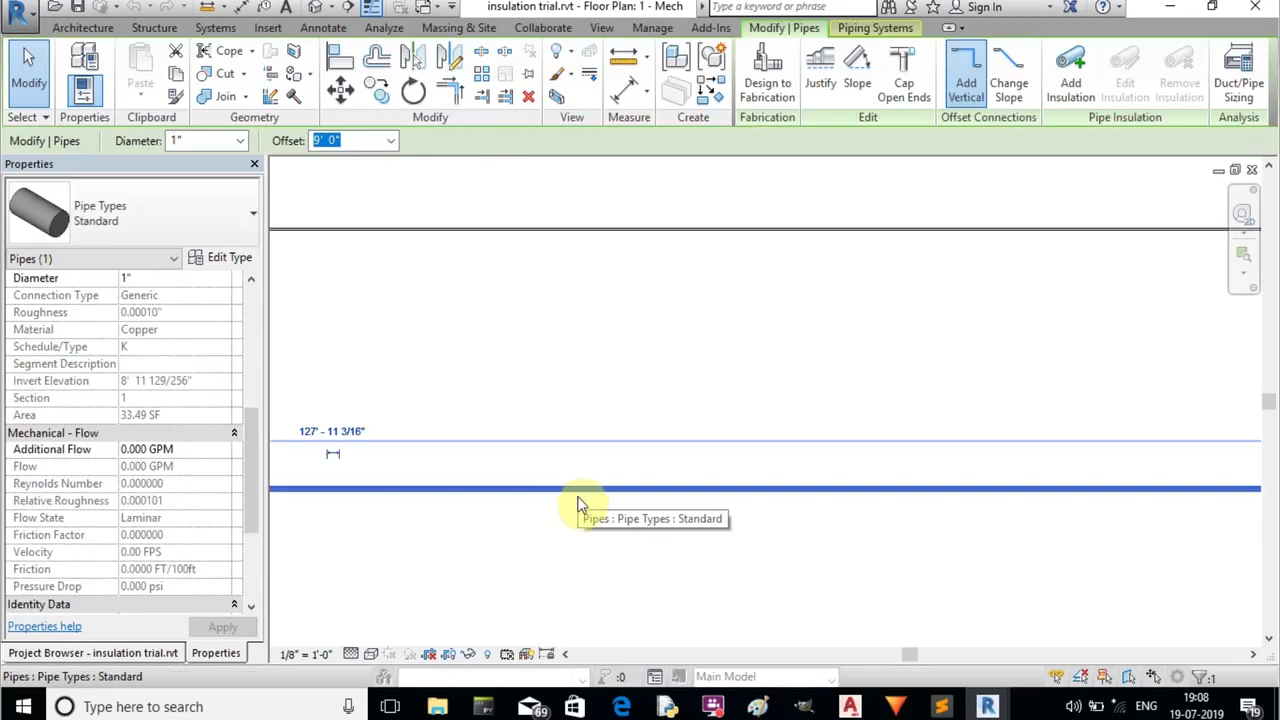 insulation trial.rvt - Floor Plan: 1 - Mech
Type a keyword or phrase
Sign In
Architecture
Structure
Systems
Insert
Annotate
Analyze
Massing & Site
Collaborate
View
Manage
Add-Ins
Modify | Pipes
Piping Systems
Modify
Paste
Cope
Cut
Join
Design to
Fabrication
Justify
Slope
Cap
Open Ends
Add
Vertical
Change
Slope
Add
Insulation
Edit
Insulation
Remove
Insulation
Duct/Pipe
Sizing
Select
Properties
Clipboard
Geometry
Modify
View
Measure
Create
Fabrication
Edit
Offset Connections
Pipe Insulation
Analysis
Modify | Pipes
Diameter: 1"
Offset: 9' 0"
Properties
Pipe Types
Standard
Pipes (1)
Edit Type
Diameter 1"
Connection Type Generic
Roughness 0.00010"
Material Copper
Schedule/Type K
Segment Description
Invert Elevation 8' 11 129/256"
Section 1
Area 33.49 SF
Mechanical - Flow
Additional Flow 0.000 GPM
Flow 0.000 GPM
Reynolds Number 0.000000
Relative Roughness 0.000101
Flow State Laminar
Friction Factor 0.000000
Velocity 0.00 FPS
Friction 0.0000 FT/100ft
Pressure Drop 0.000 psi
Identity Data
Properties help
Apply
Project Browser - insulation trial.rvt
Properties
2D
127' - 11 3/16"
Pipes : Pipe Types : Standard
1/8" = 1'-0"
Pipes : Pipe Types : Standard
:0
Main Model
:1
Type here to search
69
ENG
19:08
19-07-2019
19